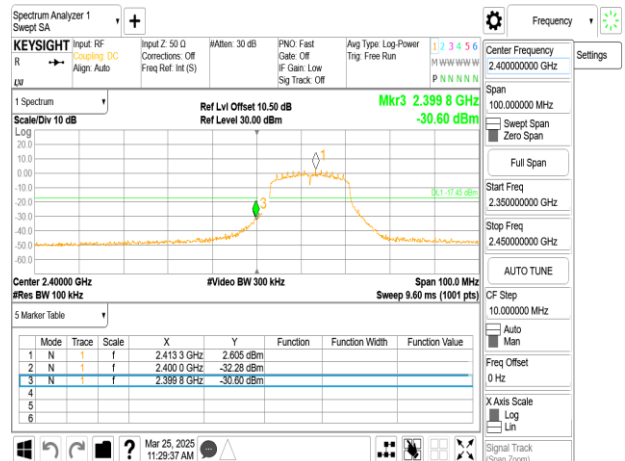 Spectrum Analyzer 1
Swept SA
Frequency
KEYSIGHT
R
Input: RF
Coupling: DC
Align: Auto
Input Z: 50 Ω
Corrections: Off
Freq Ref: Int (S)
#Atten: 30 dB
PNO: Fast
Gate: Off
IF Gain: Low
Sig Track: Off
Avg Type: Log-Power
Trig: Free Run
1 2 3 4 5 6
M W W W W W
P N N N N N
LXI
1 Spectrum
Scale/Div 10 dB
Ref Lvl Offset 10.50 dB
Ref Level 30.00 dBm
Mkr3 2.399 8 GHz
-30.60 dBm
Log
20.0
10.0
0.00
-10.0
-20.0
-30.0
-40.0
-50.0
-60.0
1
3
DL1 -17.45 dBm
Center 2.40000 GHz
#Res BW 100 kHz
#Video BW 300 kHz
Span 100.0 MHz
Sweep 9.60 ms (1001 pts)
5 Marker Table
Mode Trace Scale X Y Function Function Width Function Value
1 N 1 f 2.413 3 GHz 2.605 dBm
2 N 1 f 2.400 0 GHz -32.28 dBm
3 N 1 f 2.399 8 GHz -30.60 dBm
4
5
6
?
Mar 25, 2025
11:29:37 AM
Center Frequency
2.400000000 GHz
Settings
Span
100.000000 MHz
Swept Span
Zero Span
Full Span
Start Freq
2.350000000 GHz
Stop Freq
2.450000000 GHz
AUTO TUNE
CF Step
10.000000 MHz
Auto
Man
Freq Offset
0 Hz
X Axis Scale
Log
Lin
Signal Track
(Span Zoom)